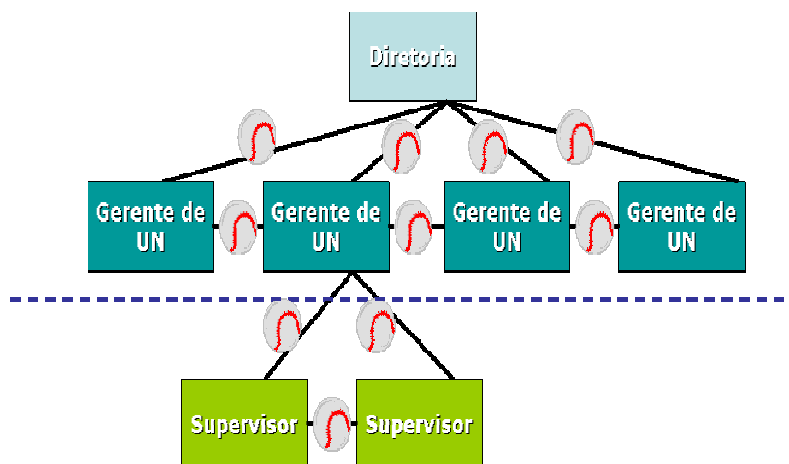 Diretoria
Gerente de
UN
Gerente de
UN
Gerente de
UN
Gerente de
UN
Supervisor
Supervisor